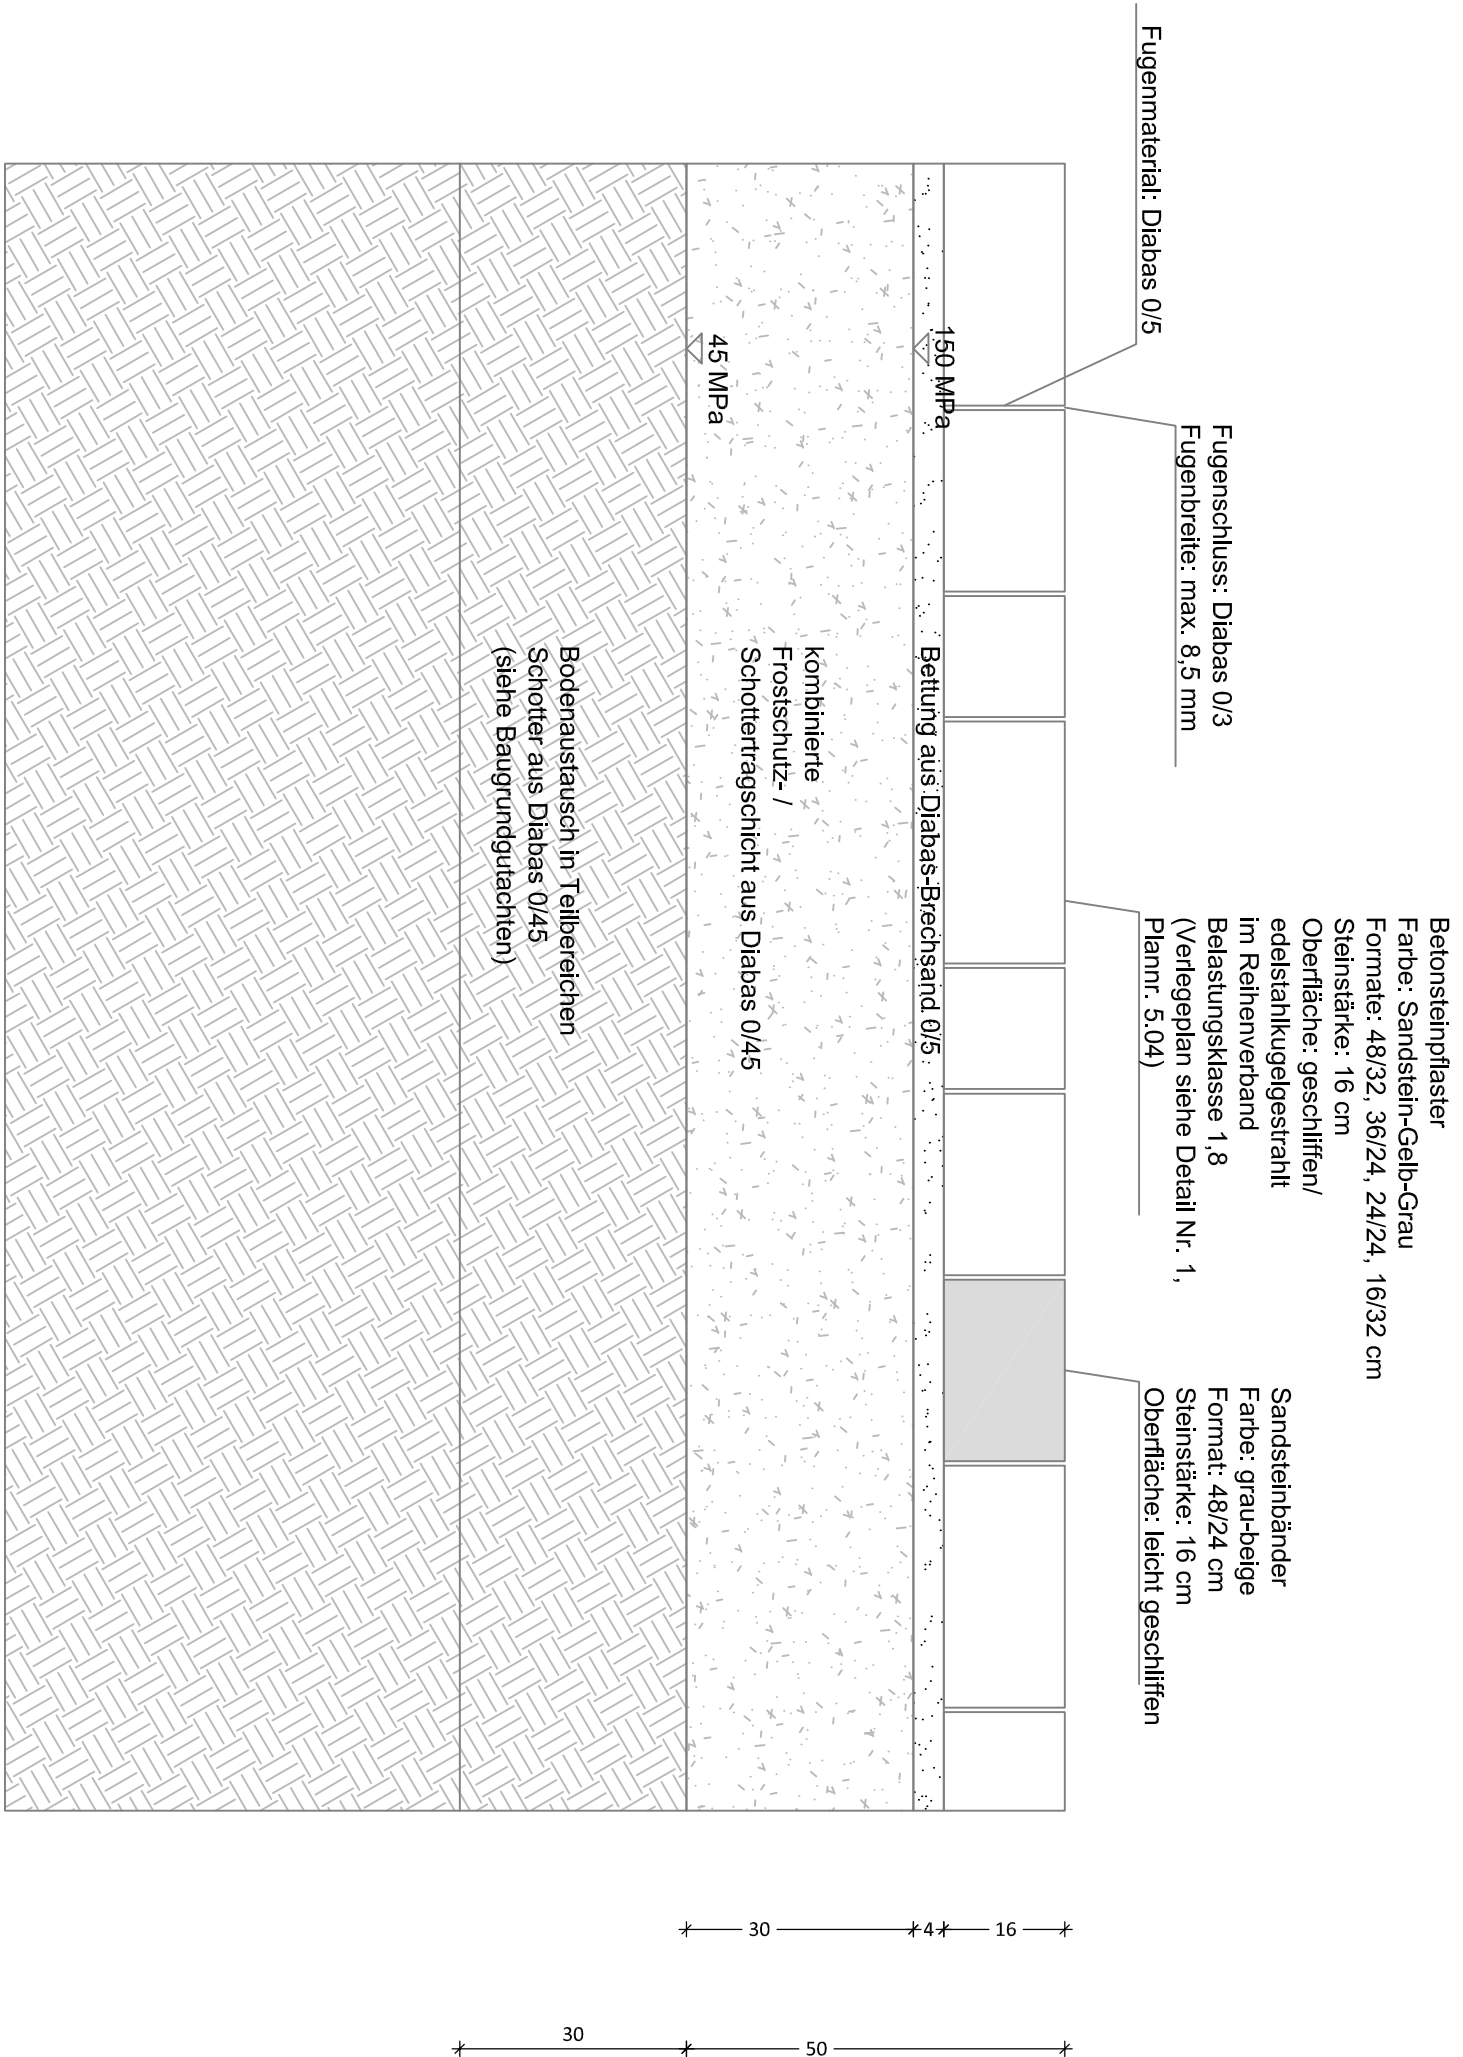 Fugenmaterial: Diabas 0/5
Fugenschluss: Diabas 0/3
Fugenbreite: max. 8,5 mm
Betonsteinpflaster
Farbe: Sandstein-Gelb-Grau
Formate: 48/32, 36/24, 24/24, 16/32 cm
Steinstärke: 16 cm
Oberfläche: geschliffen/
edelstahlkugelgestrahlt
im Reihenverband
Belastungsklasse 1,8
(Verlegeplan siehe Detail Nr. 1,
Plannr. 5.04)
Sandsteinbänder
Farbe: grau-beige
Format: 48/24 cm
Steinstärke: 16 cm
Oberfläche: leicht geschliffen
150 MPa
Bettung aus Diabas-Brechsand 0/5
45 MPa
kombinierte
Frostschutz- /
Schottertragschicht aus Diabas 0/45
Bodenaustausch in Teilbereichen
Schotter aus Diabas 0/45
(siehe Baugrundgutachten)
16
4
30
50
30